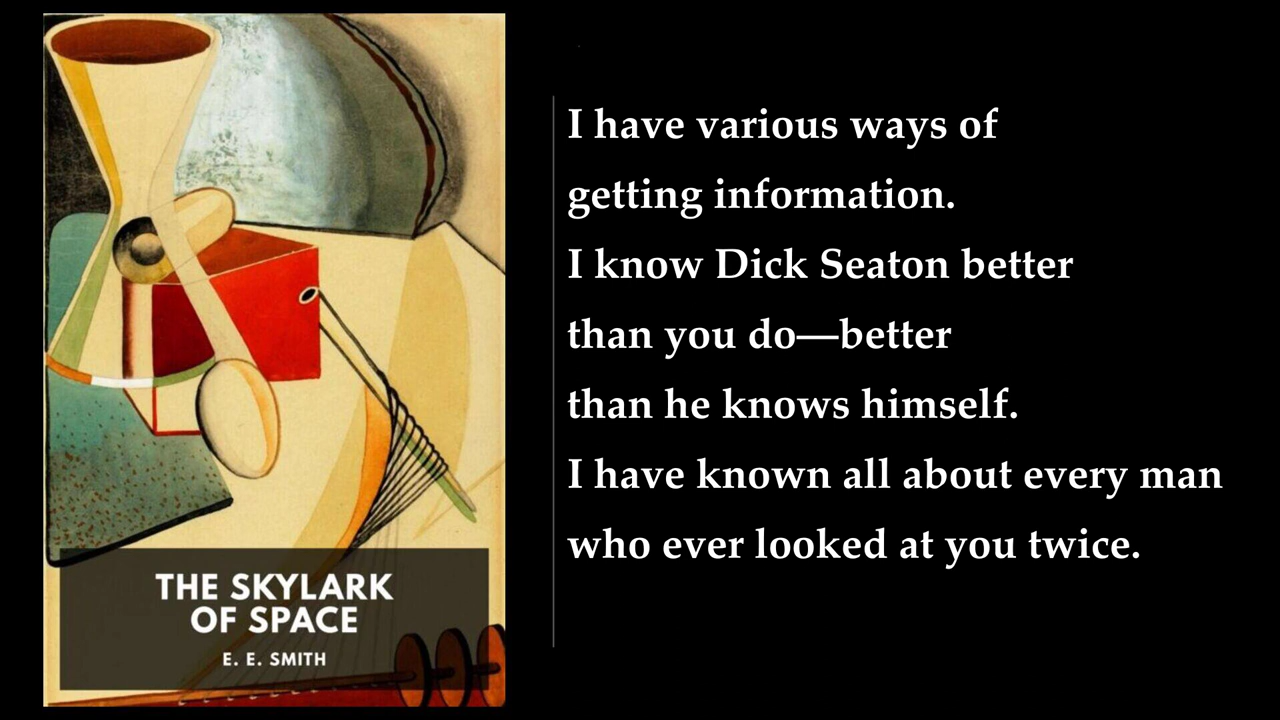 THE SKYLARK
OF SPACE
E. E. SMITH
I have various ways of
getting information.
I know Dick Seaton better
than you do—better
than he knows himself.
I have known all about every man
who ever looked at you twice.